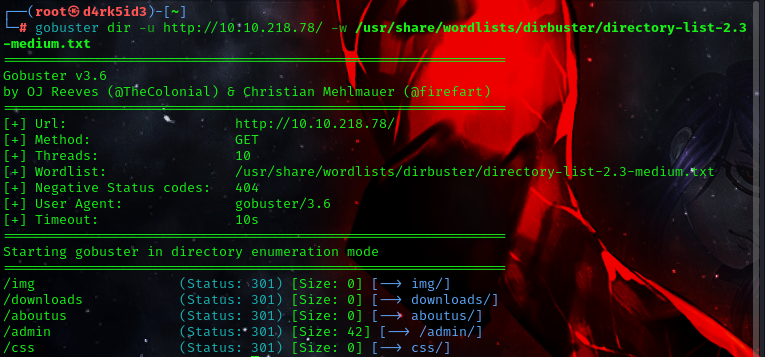 ┌──(root㉿d4rk5id3)-[~]
└─# gobuster dir -u http://10.10.218.78/ -w /usr/share/wordlists/dirbuster/directory-list-2.3
-medium.txt
===============================================================
Gobuster v3.6
by OJ Reeves (@TheColonial) & Christian Mehlmauer (@firefart)
===============================================================
[+] Url:                     http://10.10.218.78/
[+] Method:                  GET
[+] Threads:                 10
[+] Wordlist:                /usr/share/wordlists/dirbuster/directory-list-2.3-medium.txt
[+] Negative Status codes:   404
[+] User Agent:              gobuster/3.6
[+] Timeout:                 10s
===============================================================
Starting gobuster in directory enumeration mode
===============================================================
/img                  (Status: 301) [Size: 0] [--> img/]
/downloads            (Status: 301) [Size: 0] [--> downloads/]
/aboutus              (Status: 301) [Size: 0] [--> aboutus/]
/admin                (Status: 301) [Size: 42] [--> /admin/]
/css                  (Status: 301) [Size: 0] [--> css/]